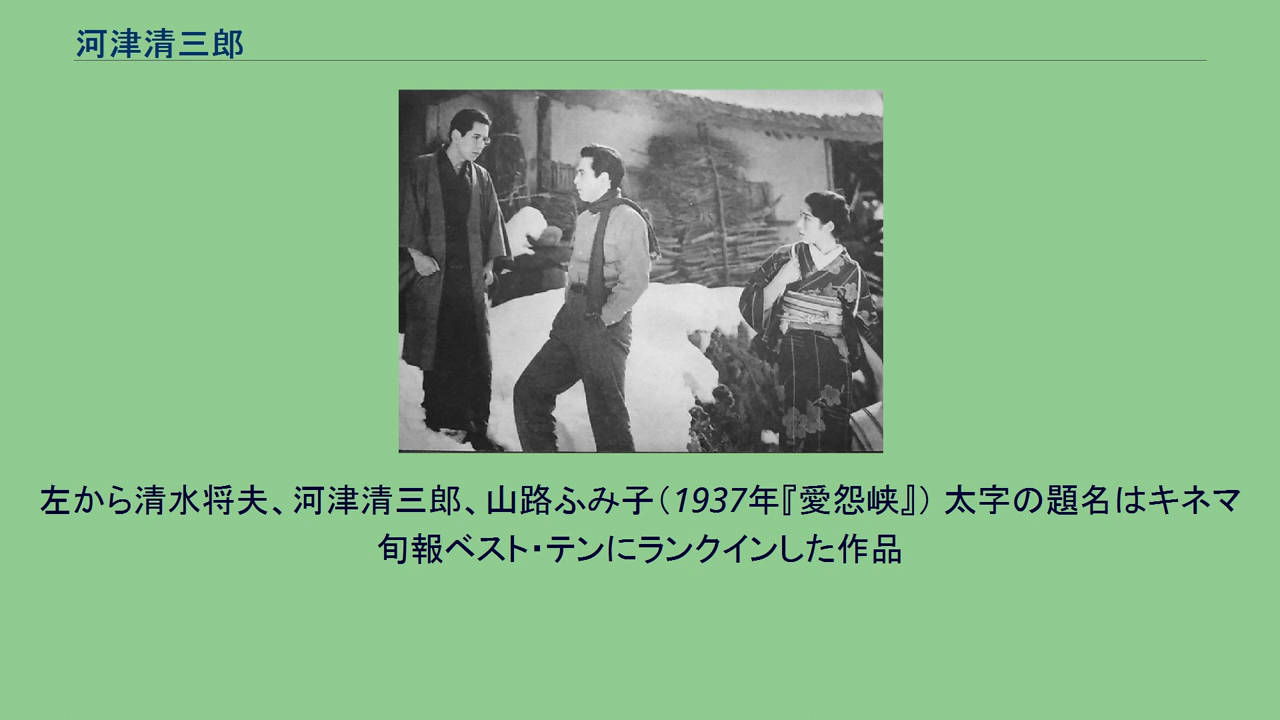 河津清三郎
左から清水将夫、河津清三郎、山路ふみ子（1937年『愛怨峡』） 太字の題名はキネマ
旬報ベスト・テンにランクインした作品